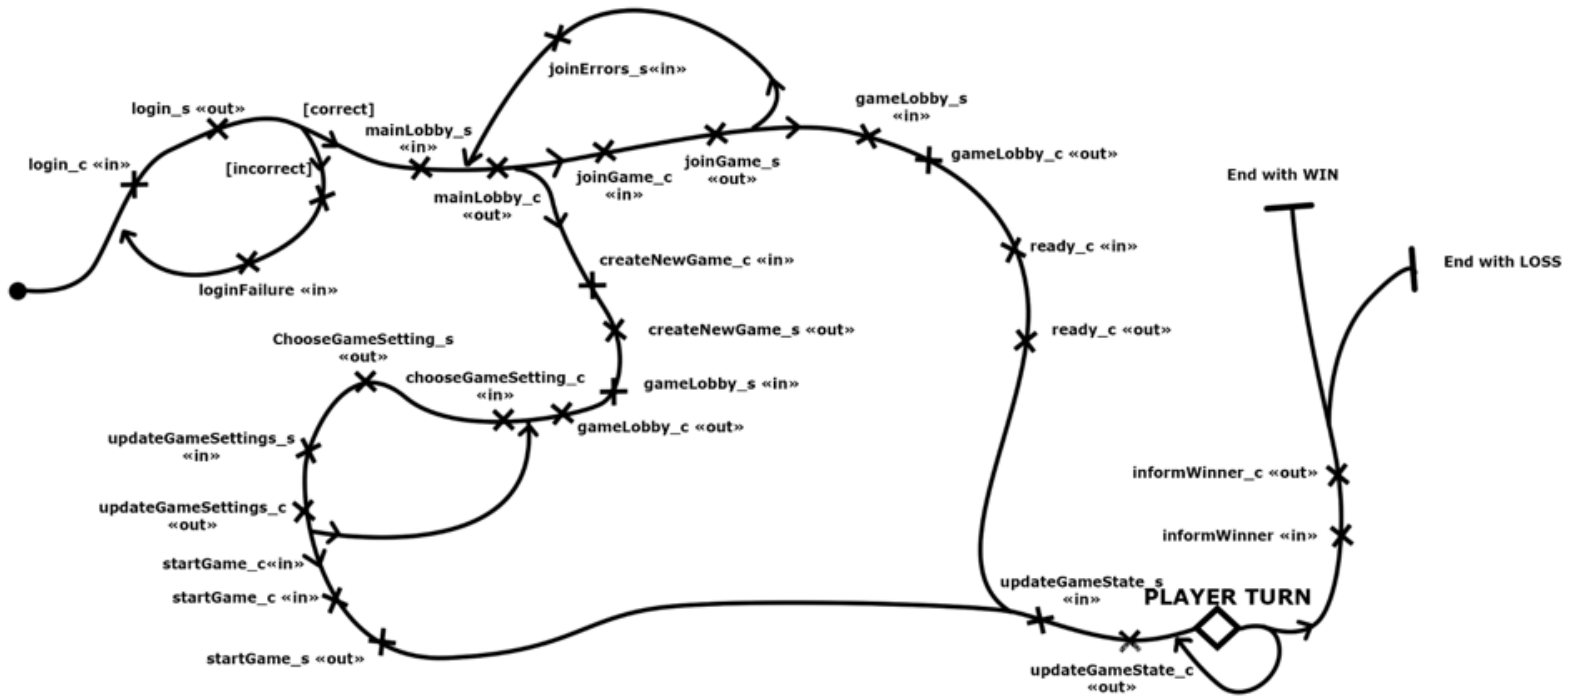 joinErrors_s«in»
login_s «out»
[correct]
gameLobby_s
«in»
mainLobby_s
«in»
login_c «in»
[incorrect]
joinGame_s
«out»
gameLobby_c «out»
joinGame_c
«in»
mainLobby_c
«out»
End with WIN
ready_c «in»
createNewGame_c «in»
End with LOSS
loginFailure «in»
createNewGame_s «out»
ready_c «out»
ChooseGameSetting_s
«out»
chooseGameSetting_c
«in»
gameLobby_s «in»
gameLobby_c «out»
updateGameSettings_s
«in»
informWinner_c «out»
updateGameSettings_c
«out»
informWinner «in»
startGame_c«in»
updateGameState_s
«in»
PLAYER TURN
startGame_c «in»
startGame_s «out»
updateGameState_c
«out»